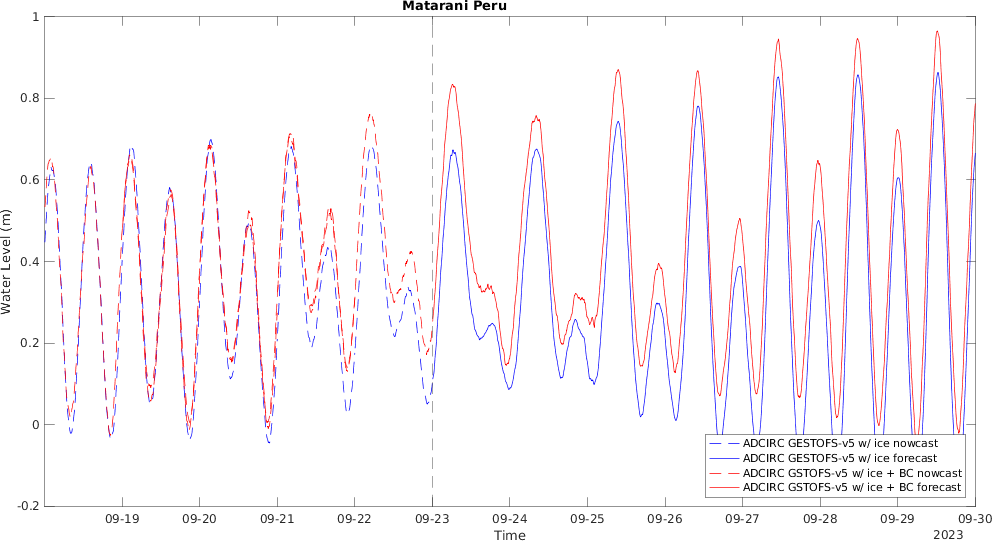 Matarani Peru
1
0.8
0.6
0.4
0.2
0
-0.2
Water Level (m)
09-19 09-20 09-21 09-22 09-23 09-24 09-25 09-26 09-27 09-28 09-29 09-30
Time
2023
ADCIRC GESTOFS-v5 w/ ice nowcast
ADCIRC GESTOFS-v5 w/ ice forecast
ADCIRC GSTOFS-v5 w/ ice + BC nowcast
ADCIRC GSTOFS-v5 w/ ice + BC forecast